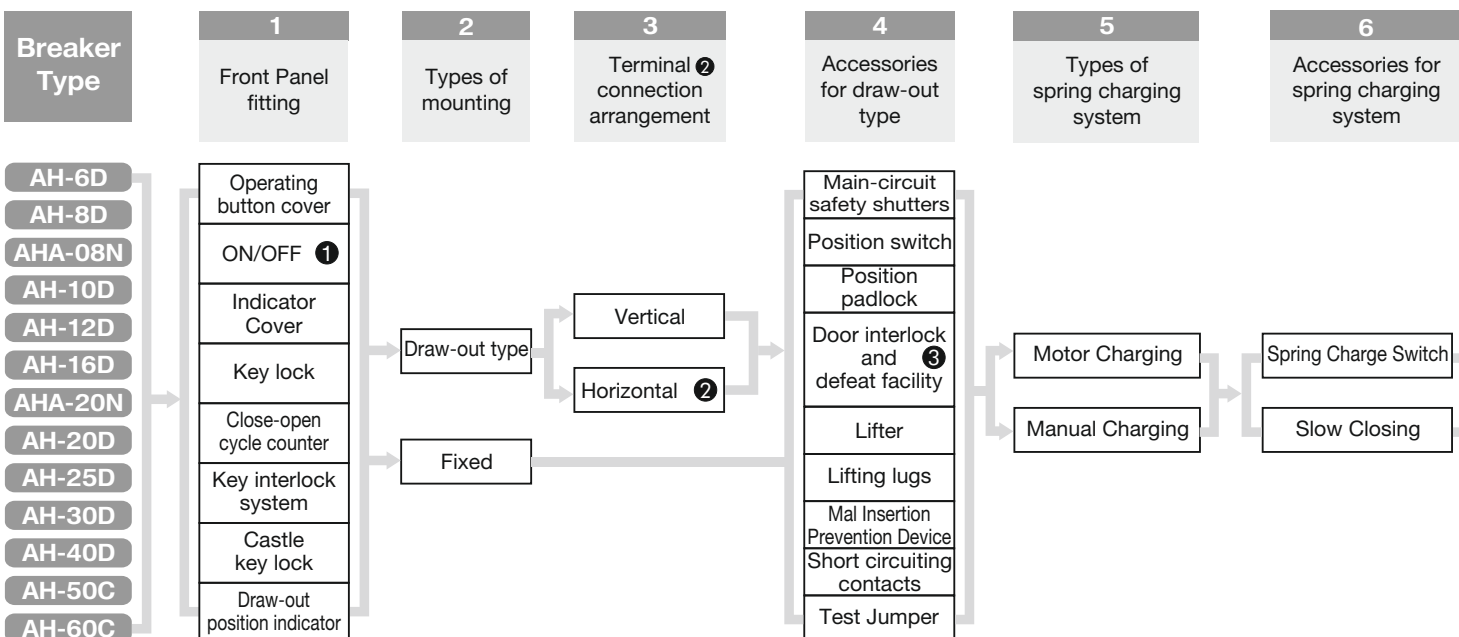 Breaker
Type
1
Front Panel
fitting
2
Types of
mounting
3
Terminal ❷
connection
arrangement
4
Accessories
for draw-out
type
5
Types of
spring charging
system
6
Accessories for
spring charging
system
AH-6D
AH-8D
AHA-08N
AH-10D
AH-12D
AH-16D
AHA-20N
AH-20D
AH-25D
AH-30D
AH-40D
AH-50C
AH-60C
Operating
button cover
ON/OFF ❶
Indicator
Cover
Key lock
Close-open
cycle counter
Key interlock
system
Castle
key lock
Draw-out
position indicator
Draw-out type
Fixed
Vertical
Horizontal ❷
Main-circuit
safety shutters
Position switch
Position
padlock
Door interlock
and ❸
defeat facility
Lifter
Lifting lugs
Mal Insertion
Prevention Device
Short circuiting
contacts
Test Jumper
Motor Charging
Manual Charging
Spring Charge Switch
Slow Closing